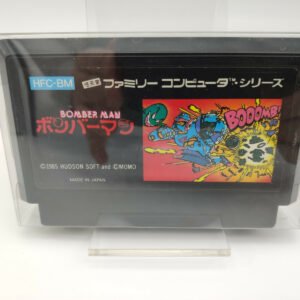 HFC-BM
ファミリー コンピュータ™シリーズ
BOMBER MAN
ボンバーマン
BOOOMB!
©1985 HUDSON SOFT and ©MOMO
MADE IN JAPAN